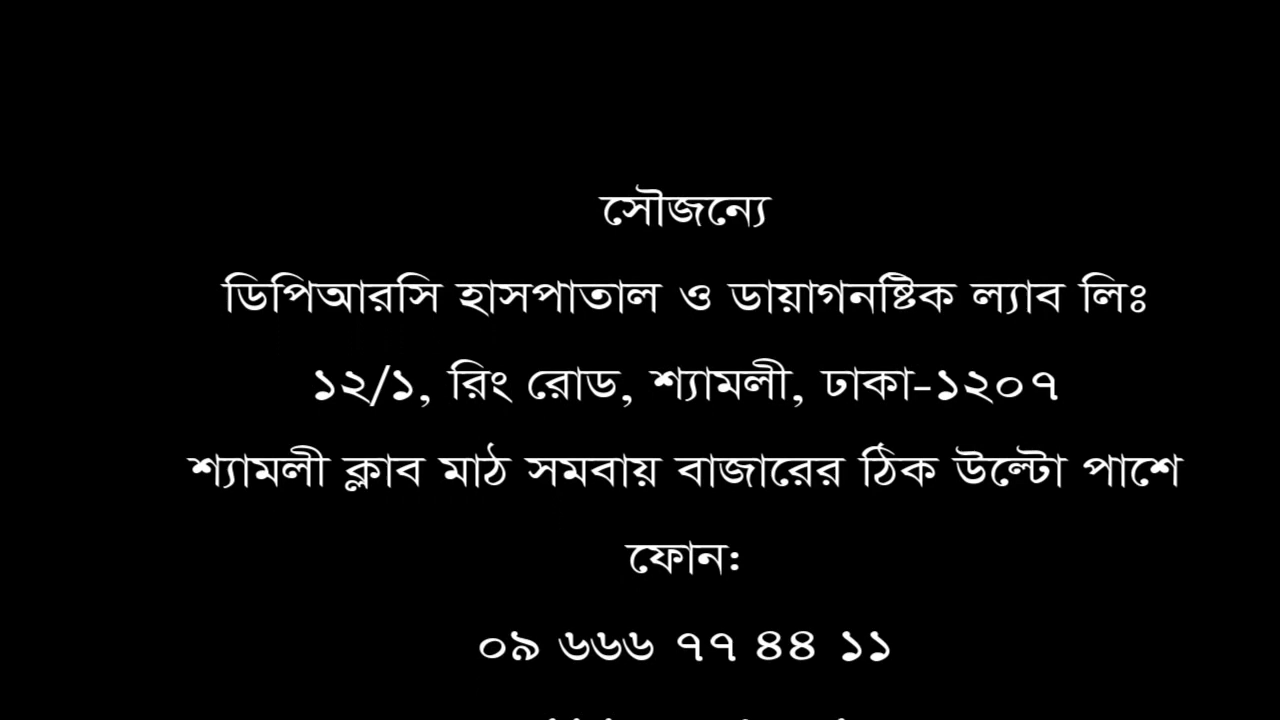 সৌজন্যে
ডিপিআরসি হাসপাতাল ও ডায়াগনষ্টিক ল্যাব লিঃ
১২/১, রিং রোড, শ্যামলী, ঢাকা-১২০৭
শ্যামলী ক্লাব মাঠ সমবায় বাজারের ঠিক উল্টো পাশে
ফোন:
০৯ ৬৬৬ ৭৭ ৪৪ ১১